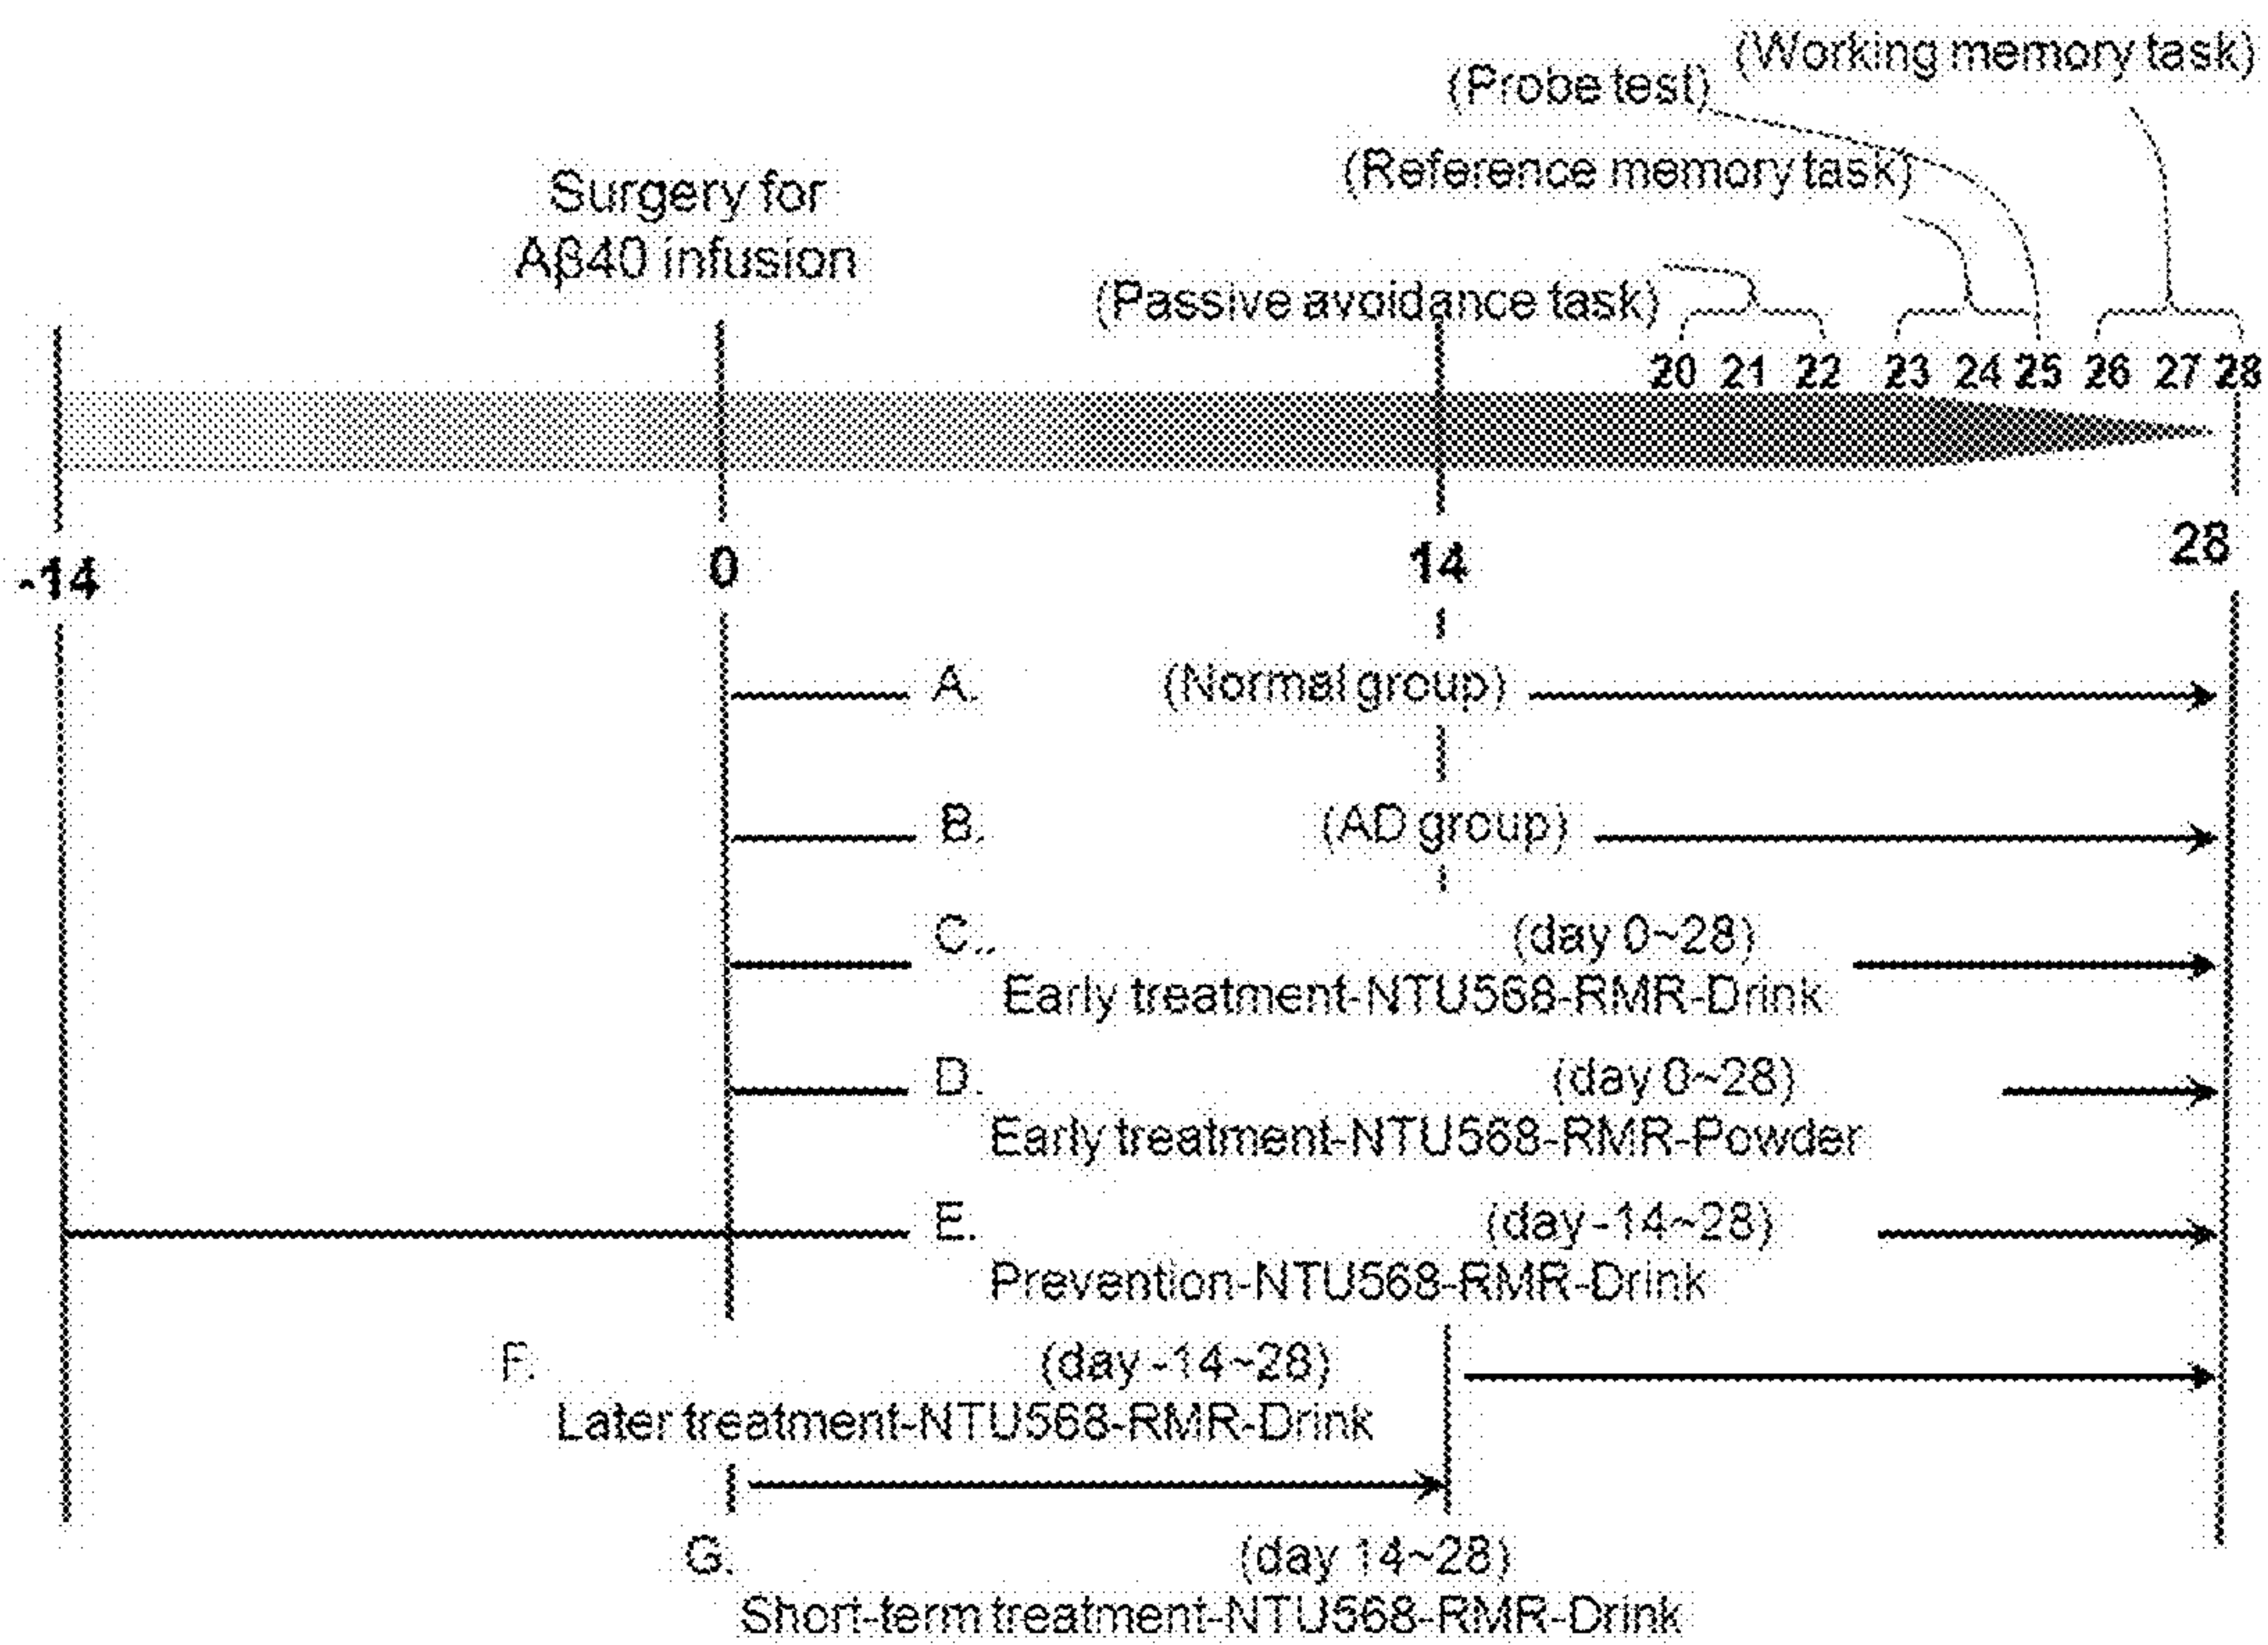 (Working memory task)
(Probe test)
(Reference memory task)
Surgery for
Aβ40 infusion
(Passive avoidance task)
20 21 22 23 24 25 26 27 28
-14 0 14 28
A. (Normal group)
B. (AD group)
C.. (day 0~28)
Early treatment-NTU568-RMR-Drink
D. (day 0~28)
Early treatment-NTU568-RMR-Powder
E. (day -14~28)
Prevention-NTU568-RMR-Drink
F. (day -14~28)
Later treatment-NTU568-RMR-Drink
G. (day 14~28)
Short-term treatment-NTU568-RMR-Drink